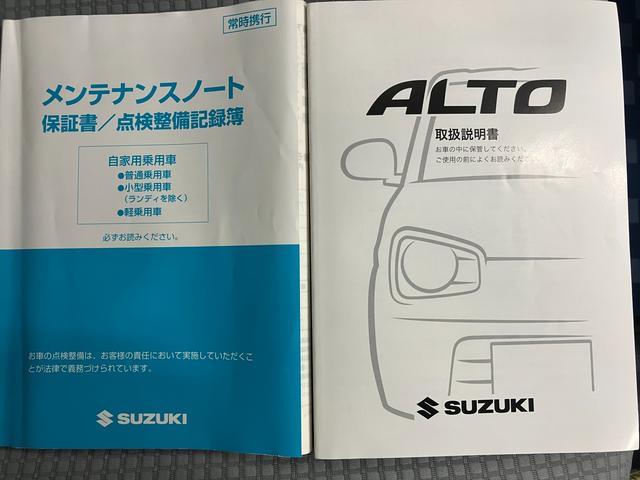 常時携行
メンテナンスノート
保証書／点検整備記録簿
自家用乗用車
●普通乗用車
●小型乗用車
（ランディを除く）
●軽乗用車
必ずお読みください。
お車の点検整備は、お客様の責任において実施していただくこ
とが法律で義務づけられています。
SUZUKI
ALTO
取扱説明書
お車の中に保管してください。
ご使用の前によくお読みくださ
SUZUKI